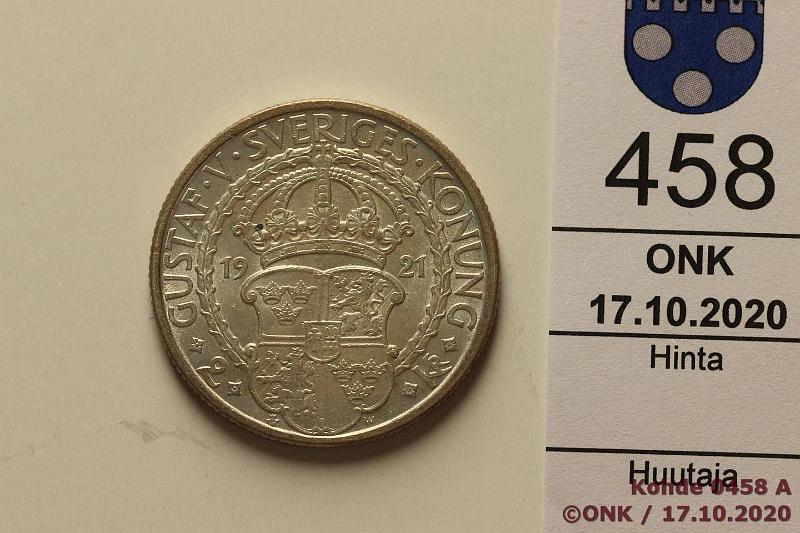 GUSTAF · V · SVERIGES · KONUNG ·
19 21
2 KR
W
458
ONK
17.10.2020
Hinta
Huutaja
Kohde 0458 A
©ONK / 17.10.2020